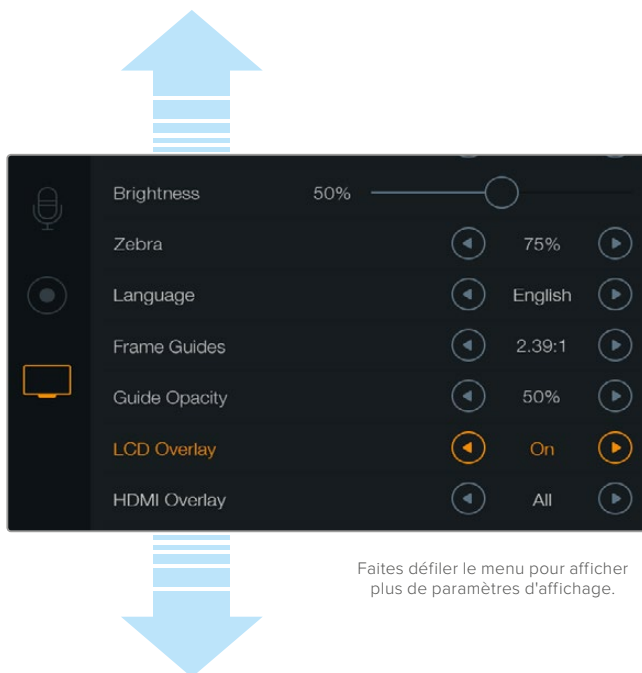 Brightness 50%
Zebra 75%
Language English
Frame Guides 2.39:1
Guide Opacity 50%
LCD Overlay On
HDMI Overlay All
Faites défiler le menu pour afficher
plus de paramètres d'affichage.